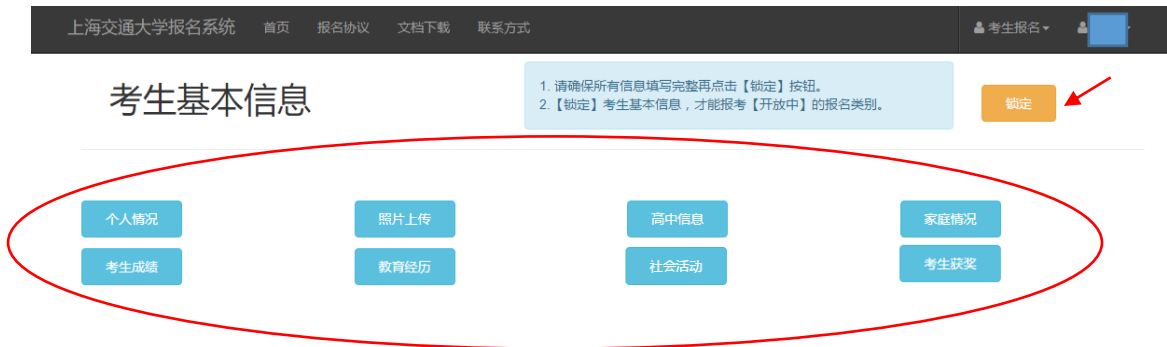 上海交通大学报名系统 首页 报名协议 文档下载 联系方式 考生报名
考生基本信息
1. 请确保所有信息填写完整再点击【锁定】按钮。
2.【锁定】考生基本信息，才能报考【开放中】的报名类别。
锁定
个人情况 照片上传 高中信息 家庭情况
考生成绩 教育经历 社会活动 考生获奖